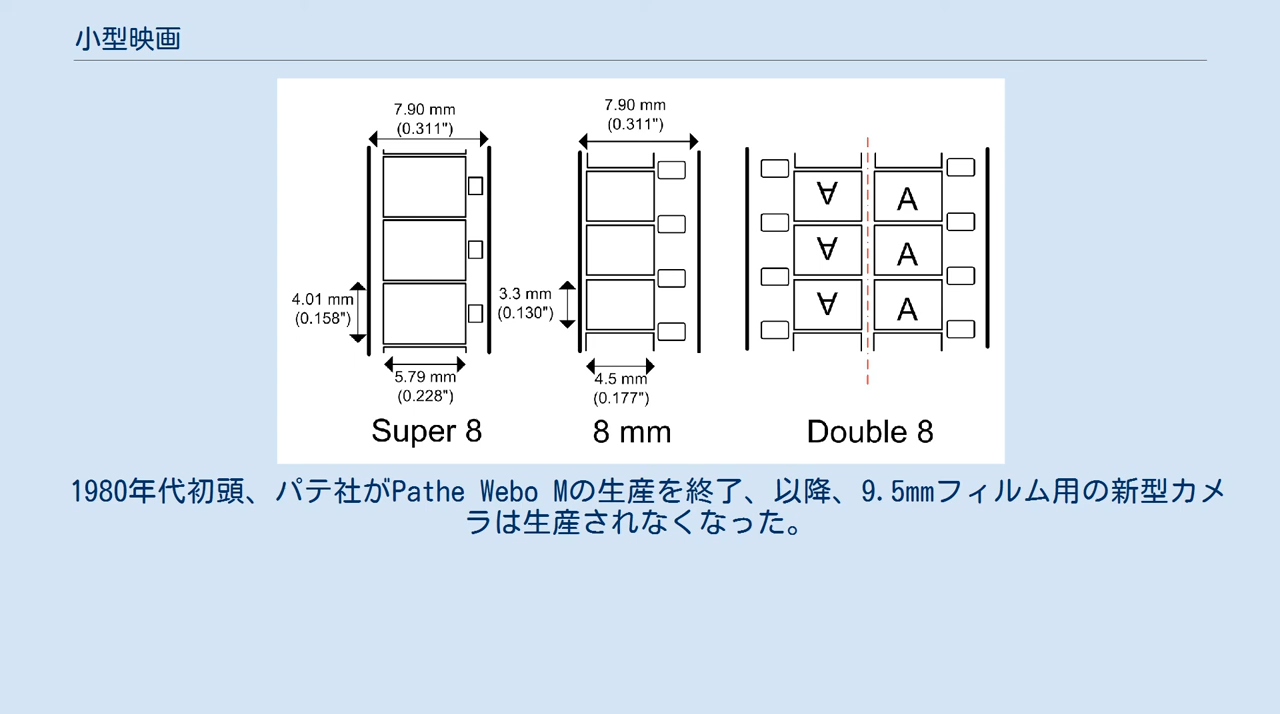 小型映画
7.90 mm
(0.311")
7.90 mm
(0.311")
4.01 mm
(0.158")
3.3 mm
(0.130")
5.79 mm
(0.228")
4.5 mm
(0.177")
A A
A A
A A
Super 8
8 mm
Double 8
1980年代初頭、パテ社がPathe Webo Mの生産を終了、以降、9.5mmフィルム用の新型カメ
ラは生産されなくなった。